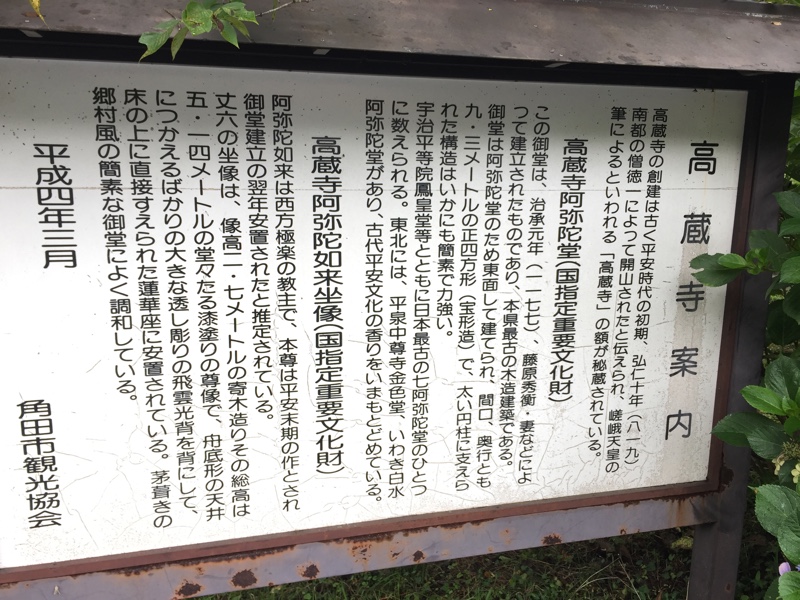 高蔵寺案内
高蔵寺の創建は古く平安時代の初期、弘仁十年(八一九)
南都の僧徳一によって開山されたと伝えられ、嵯峨天皇の
筆によるといわれる「高蔵寺」の額が秘蔵されている。
高蔵寺阿弥陀堂(国指定重要文化財)
この御堂は、治承元年(一一七七)、藤原秀衡・妻などによ
って建立されたものであり、本県最古の木造建築である。
御堂は阿弥陀堂のため東面して建てられ、間口、奥行とも
九・三メートルの正四方形(宝形造)で、太い円柱に支えら
れた構造はいかにも簡素で力強い。
宇治平等院鳳凰堂等とともに日本最古の七阿弥陀堂のひとつ
に数えられる。東北には、平泉中尊寺金色堂、いわき白水
阿弥陀堂があり、古代平安文化の香りをいまもとどめている。
高蔵寺阿弥陀如来坐像(国指定重要文化財)
阿弥陀如来は西方極楽の教主で、本尊は平安末期の作とされ
御堂建立の翌年安置されたと推定されている。
丈六の坐像は、像高二・七メートルの寄木造りその総高は
五・一四メートルの堂々たる漆塗りの尊像で、舟底形の天井
につかえるばかりの大きな透し彫りの飛雲光背を背にして、
床の上に直接すえられた蓮華座に安置されている。茅葺きの
郷村風の簡素な御堂によく調和している。
平成四年三月
角田市観光協会